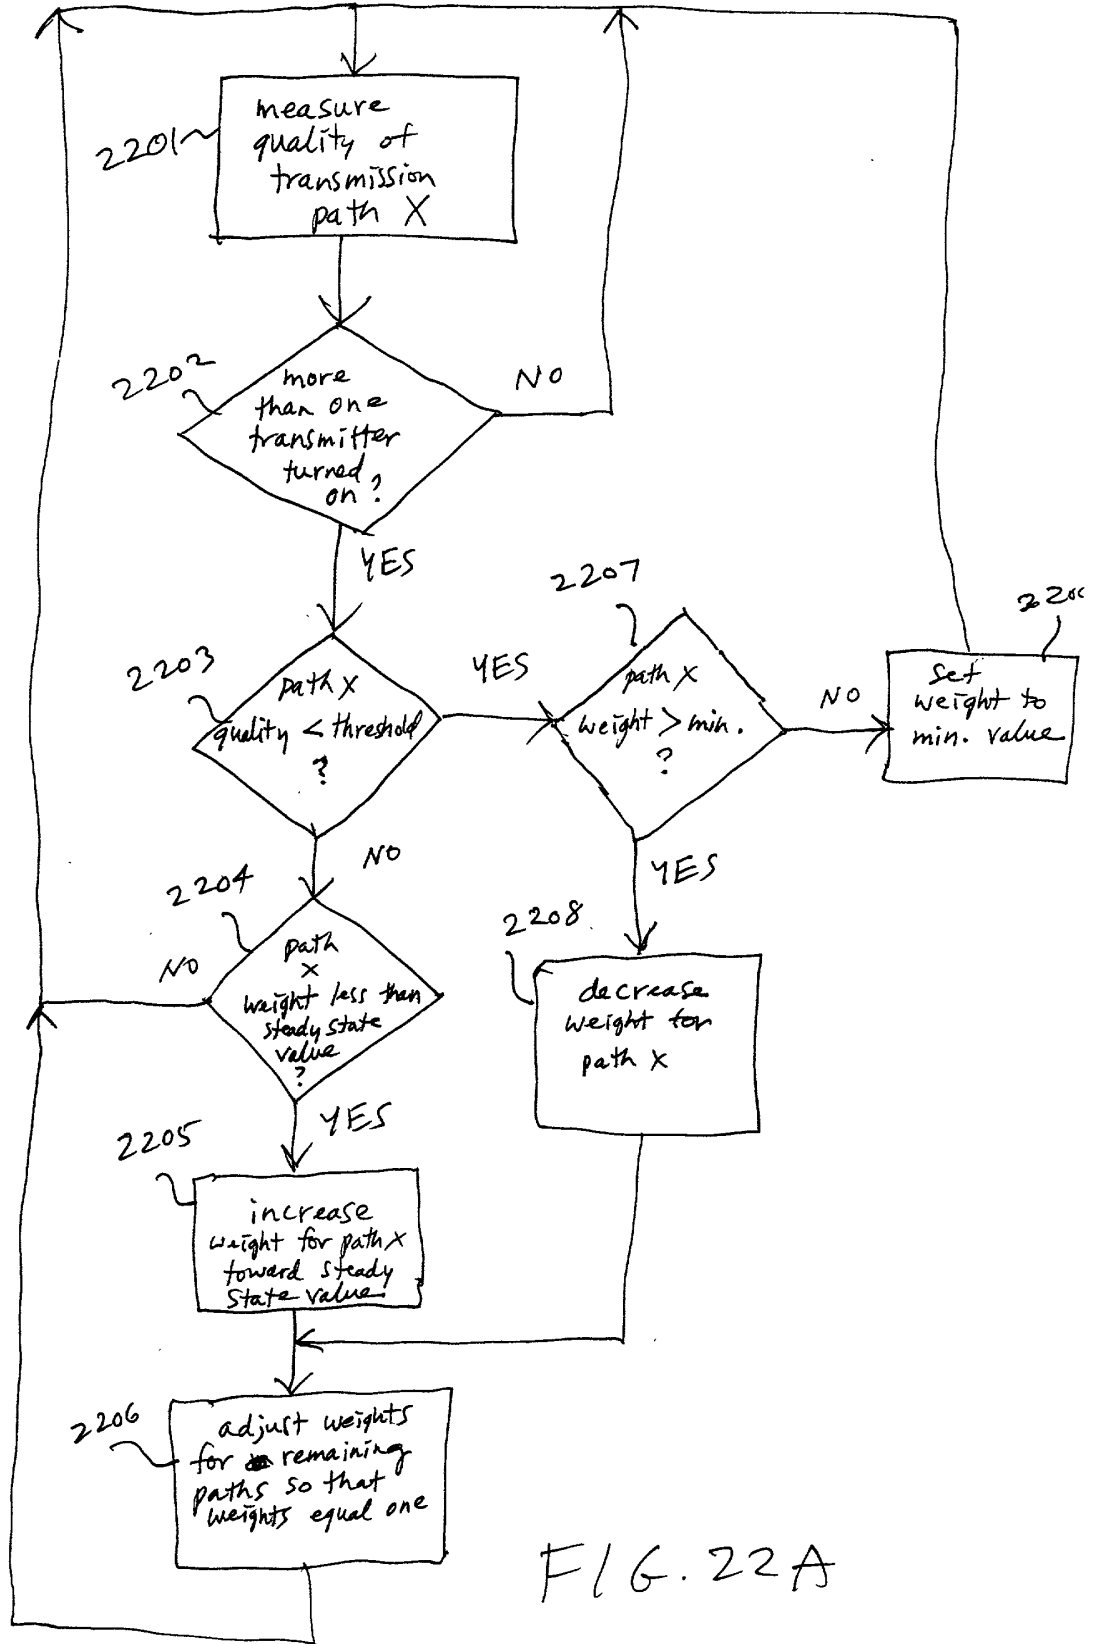 2201
measure
quality of
transmission
path X
2202
more
than one
transmitter
turned
on?
NO
YES
2203
path X
quality < threshold
?
YES
2207
path X
weight > min.
?
NO
set
weight to
min. value
NO
YES
2204
path
X
weight less than
steady state
value
?
NO
2208
decrease
weight for
path X
YES
2205
increase
weight for path X
toward steady
state value
2206
adjust weights
for remaining
paths so that
weights equal one
FIG. 22A